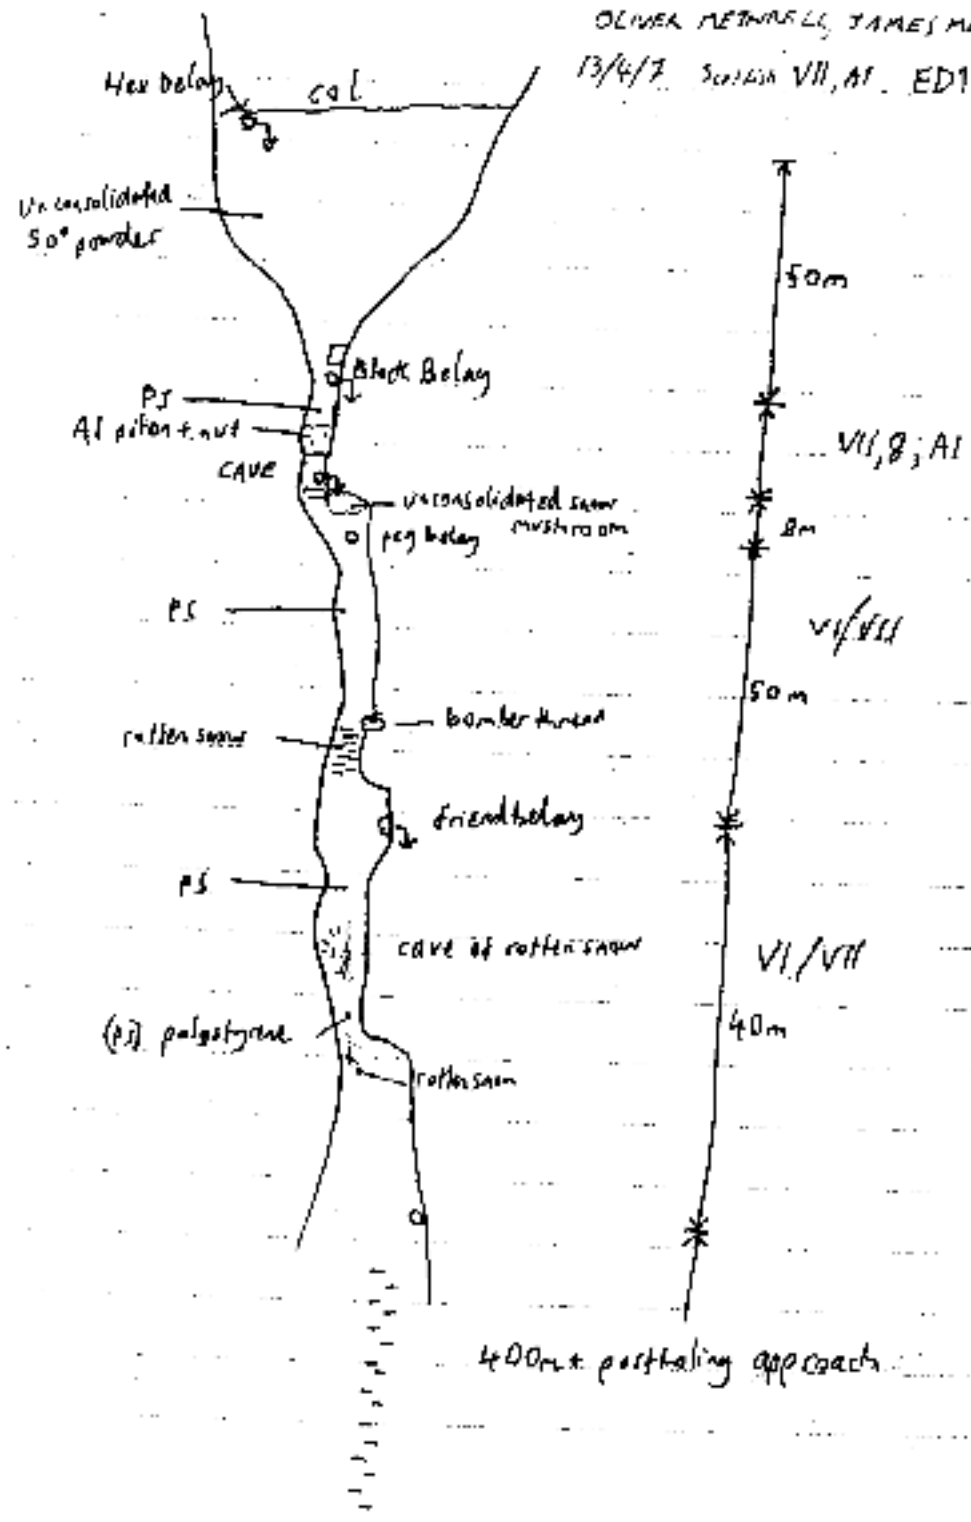 OLIVER METHERELL, JAMES
13/4/7 Scottish VII, A1. ED1
Hex belay
col
Unconsolidated
50° powder
50m
Block Belay
PS
A1 piton + nut
VII,8; A1
CAVE
unconsolidated snow
mushroom
8m
peg belay
PS
VI/VII
50m
bomber thread
rotten snow
friend belay
PS
cave of rotten snow
VI/VII
(PS) polystyrene
40m
rotten snow
400m + postholing approach